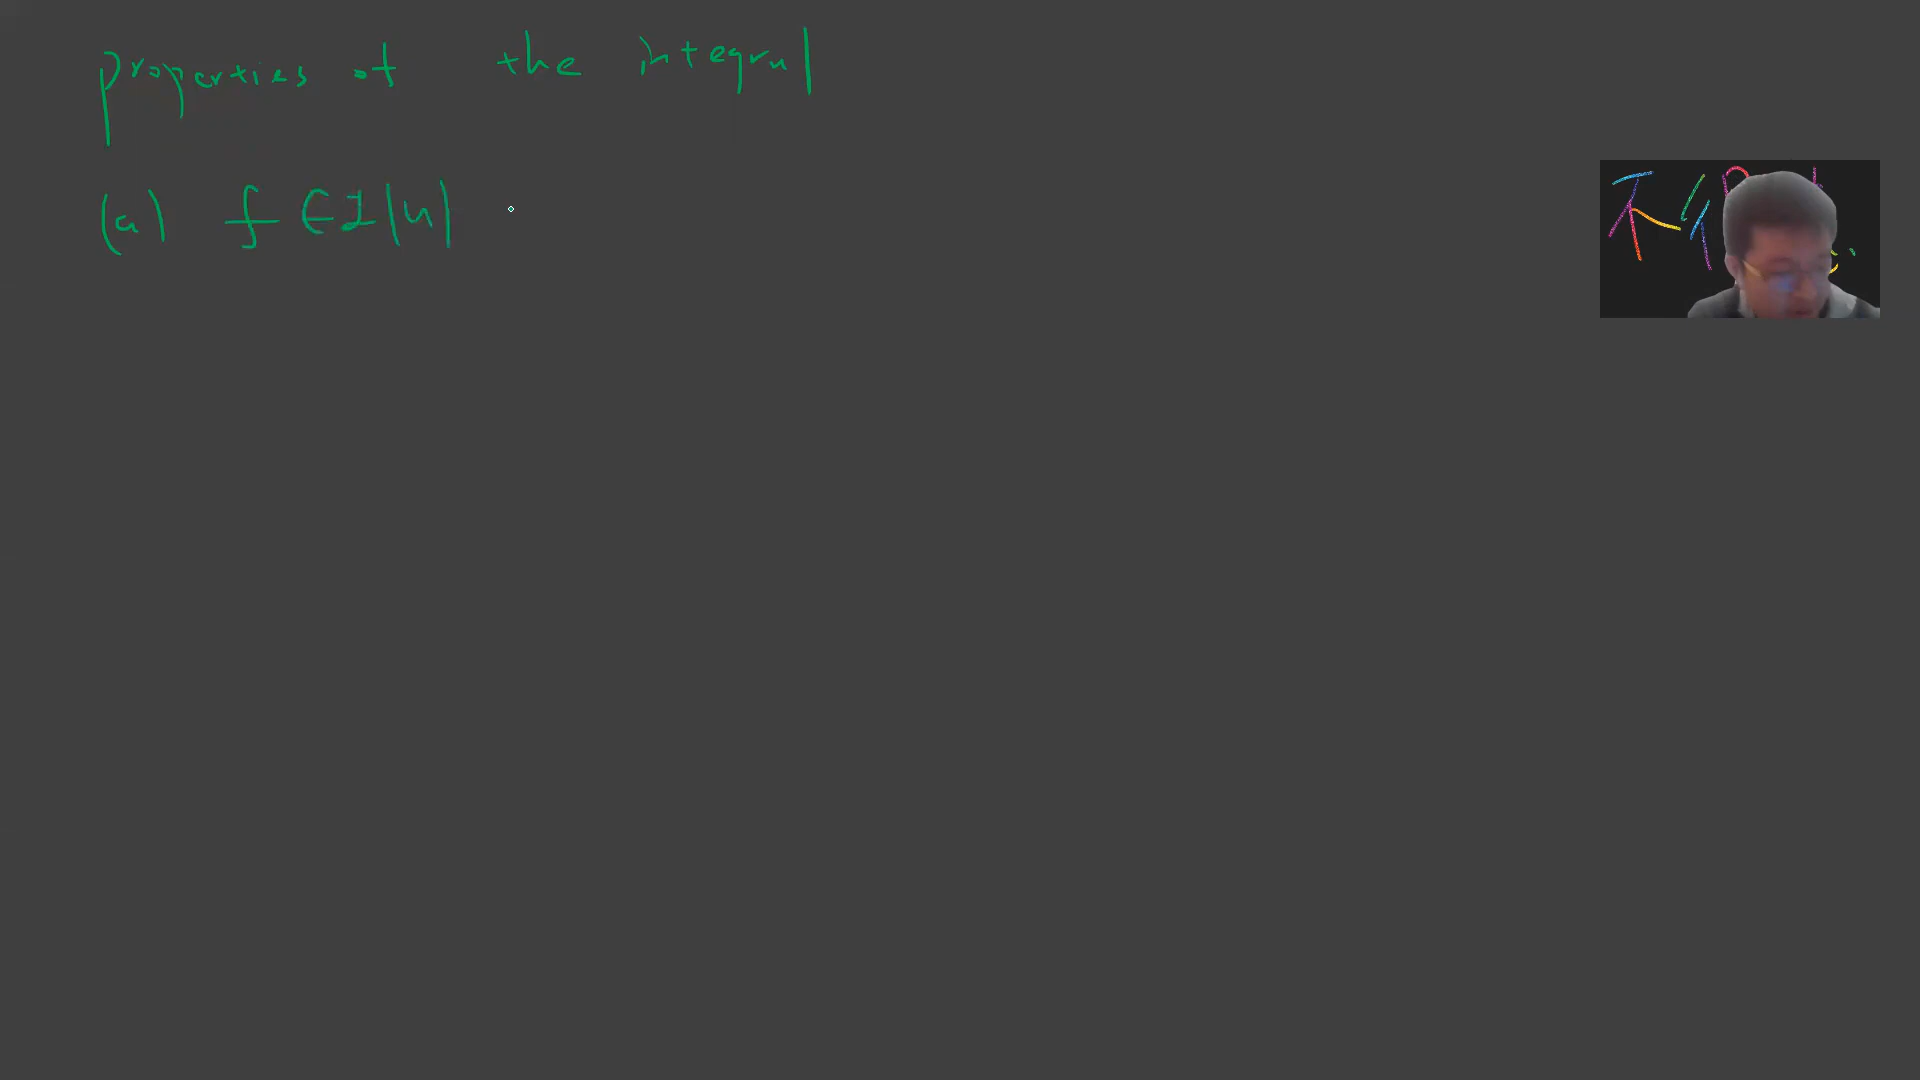 properties of the integral
(a) f ∈ I(u)